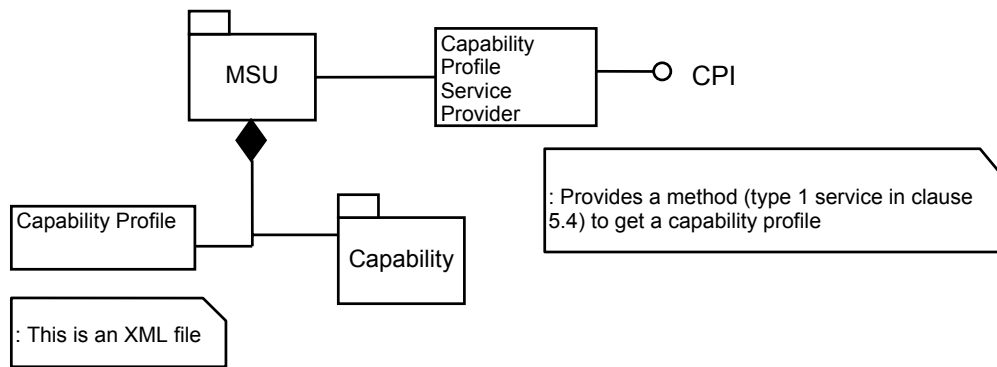 MSU
Capability
Profile
Service
Provider
CPI
: Provides a method (type 1 service in clause
5.4) to get a capability profile
Capability Profile
Capability
: This is an XML file